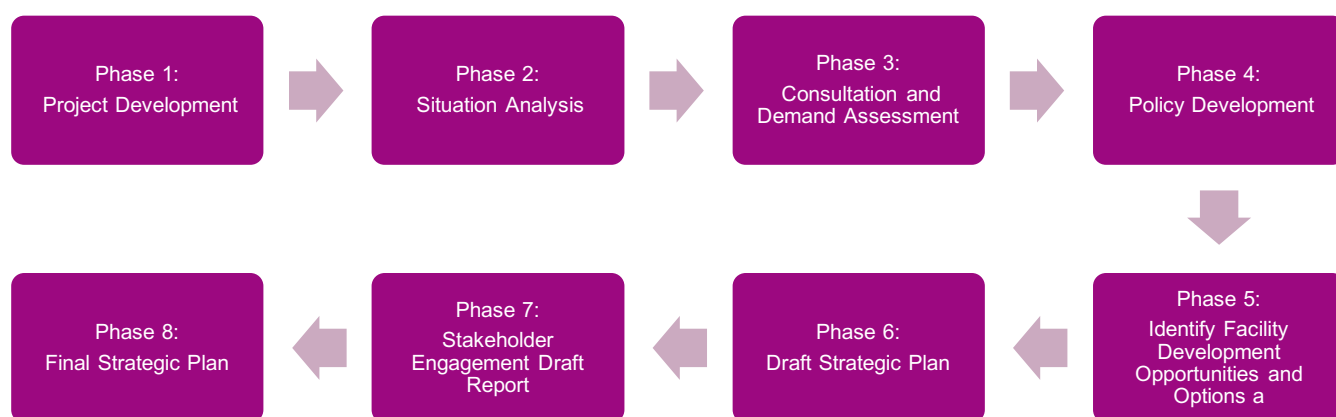 Phase 1:
Project Development
Phase 2:
Situation Analysis
Phase 3:
Consultation and
Demand Assessment
Phase 4:
Policy Development
Phase 5:
Identify Facility
Development
Opportunities and
Options a
Phase 6:
Draft Strategic Plan
Phase 7:
Stakeholder
Engagement Draft
Report
Phase 8:
Final Strategic Plan